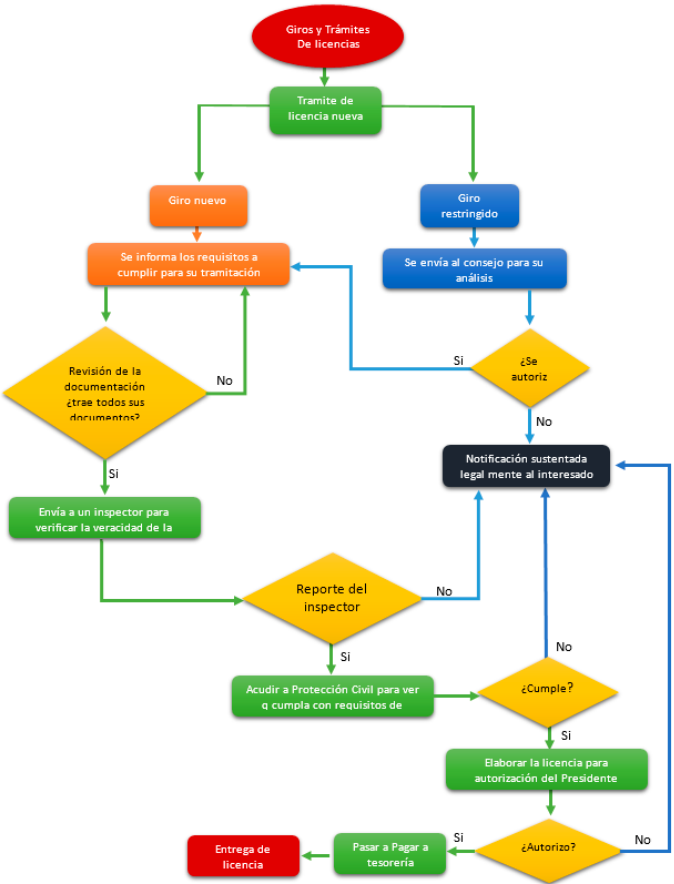 Giros y Trámites
De licencias
Tramite de
licencia nueva
Giro nuevo
Giro
restringido
Se informa los requisitos a
cumplir para su tramitación
Se envía al consejo para su
análisis
Revisión de la
documentación
¿trae todos sus
documentos?
No
Si
¿Se
autoriz
No
Notificación sustentada
legal mente al interesado
Si
Envía a un inspector para
verificar la veracidad de la
Reporte del
inspector
No
Si
Acudir a Protección Civil para ver
q cumpla con requisitos de
¿Cumple?
No
Si
Elaborar la licencia para
autorización del Presidente
¿Autorizo?
No
Si
Pasar a Pagar a
tesorería
Entrega de
licencia